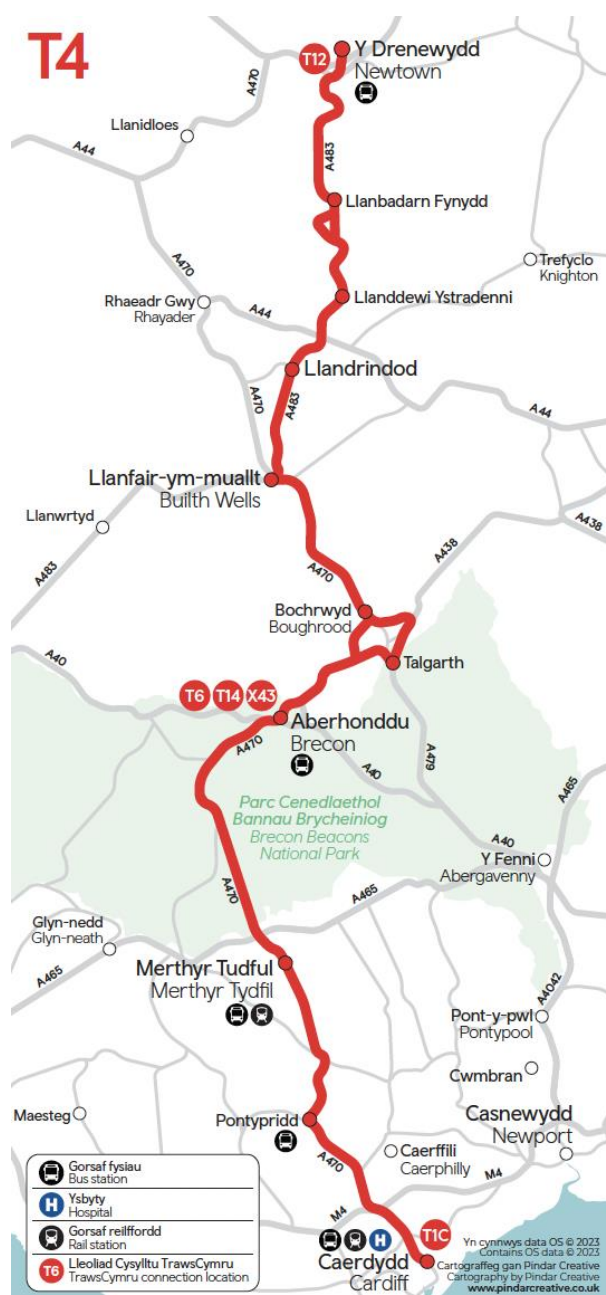 T4
T12
Y Drenewydd
Newtown
A470
Llanidloes
A44
A483
Llanbadarn Fynydd
A470
Trefyclo
Knighton
Rhaeadr Gwy
Rhayader
Llanddewi Ystradenni
A44
Llandrindod
A470
A483
A44
Llanfair-ym-muallt
Builth Wells
Llanwrtyd
A438
A438
A483
A470
Bochrwyd
Boughrood
A40
Talgarth
T6
T14
X43
Aberhonddu
Brecon
A470
A40
A479
A465
Parc Cenedlaethol
Bannau Brycheiniog
Brecon Beacons
National Park
A40
Y Fenni
Abergavenny
A470
A465
Glyn-nedd
Glyn-neath
A465
Merthyr Tudful
Merthyr Tydfil
A4042
Pont-y-pwl
Pontypool
Cwmbran
Maesteg
Pontypridd
Casnewydd
Newport
A470
Caerffili
Caerphilly
M4
M4
Gorsaf fysiau
Bus station
H
Ysbyty
Hospital
Gorsaf reilffordd
Rail station
T6
Lleoliad Cysylltu TrawsCymru
TrawsCymru connection location
H
T1C
Caerdydd
Cardiff
Yn cynnwys data OS © 2023
Contains OS data © 2023
Cartograffeg gan Pindar Creative
Cartography by Pindar Creative
www.pindarcreative.co.uk